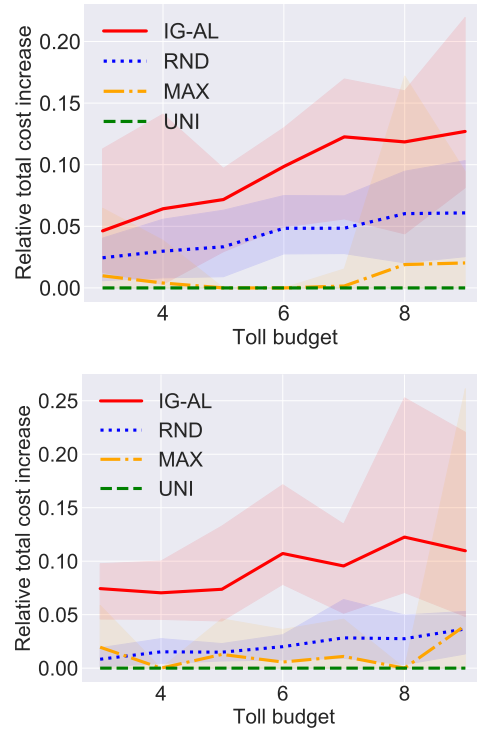 0.20
0.15
0.10
0.05
0.00
Relative total cost increase
IG-AL
RND
MAX
UNI
4
6
8
Toll budget
0.25
0.20
0.15
0.10
0.05
0.00
Relative total cost increase
IG-AL
RND
MAX
UNI
4
6
8
Toll budget